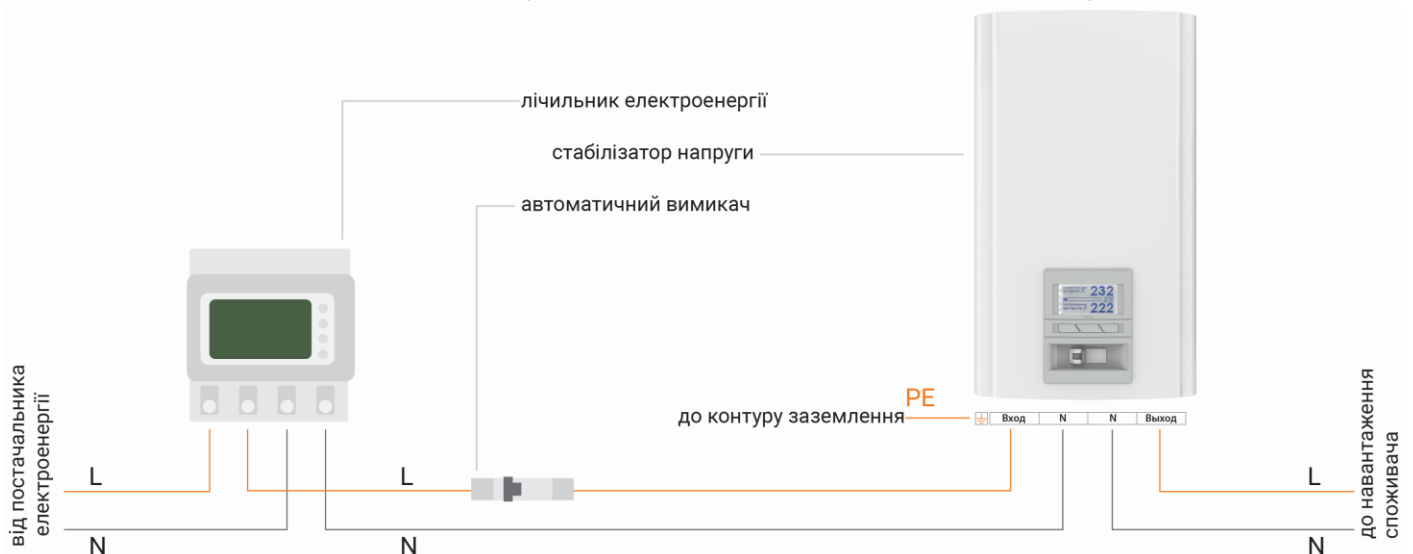 лічильник електроенергії
стабілізатор напруги
автоматичний вимикач
232
222
від постачальника
електроенергії
до контуру заземлення
PE
Вход N N Выход
до навантаження
споживача
L
L
L
N
N
N